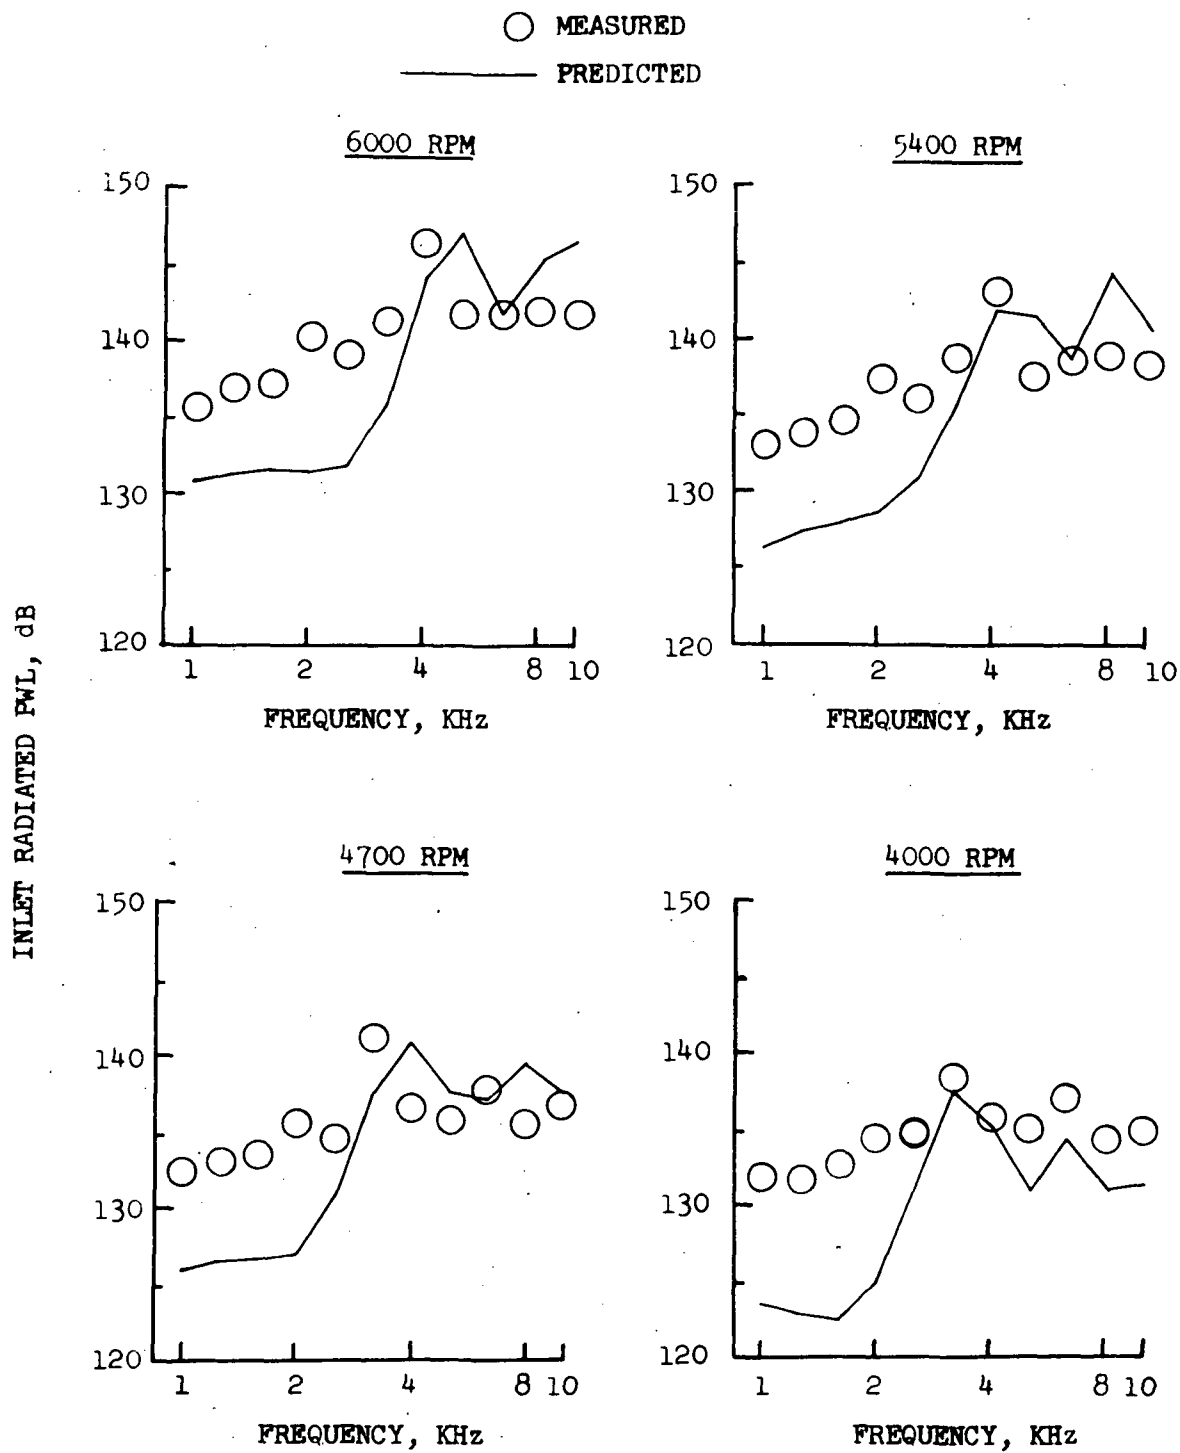 MEASURED
PREDICTED
INLET RADIATED PWL, dB
6000 RPM
150
140
130
120
1 2 4 8 10
FREQUENCY, KHz
5400 RPM
150
140
130
120
1 2 4 8 10
FREQUENCY, KHz
4700 RPM
150
140
130
120
1 2 4 8 10
FREQUENCY, KHz
4000 RPM
150
140
130
120
1 2 4 8 10
FREQUENCY, KHz